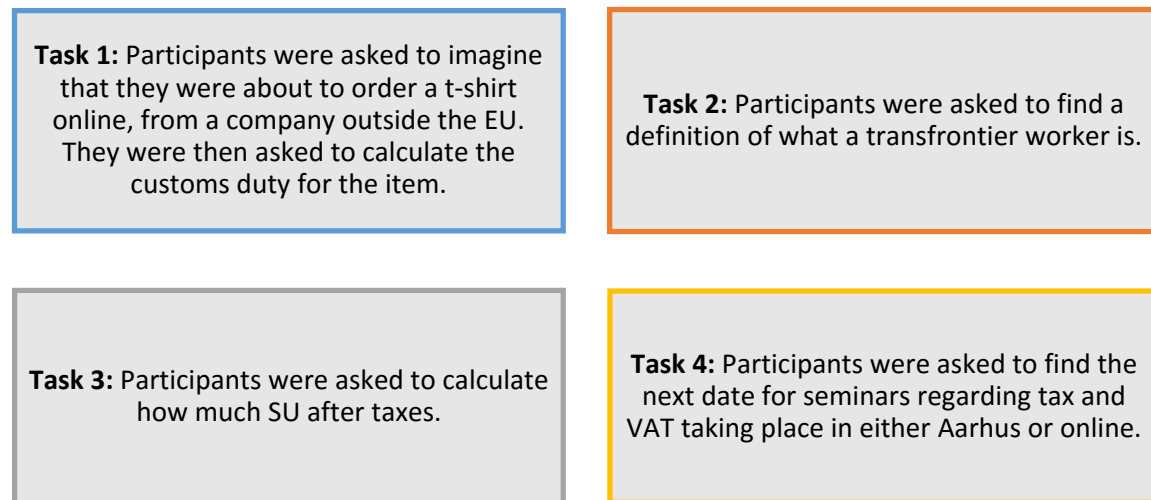 Task 1: Participants were asked to imagine
that they were about to order a t-shirt
online, from a company outside the EU.
They were then asked to calculate the
customs duty for the item.
Task 2: Participants were asked to find a
definition of what a transfrontier worker is.
Task 3: Participants were asked to calculate
how much SU after taxes.
Task 4: Participants were asked to find the
next date for seminars regarding tax and
VAT taking place in either Aarhus or online.